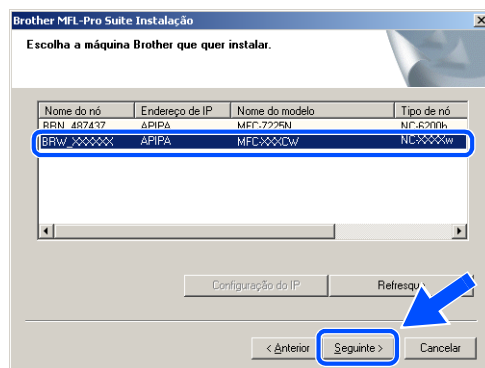 Brother MFL-Pro Suite Instalação
Escolha a máquina Brother que quer instalar.
Nome do nó Endereço de IP Nome do modelo Tipo de nó
BRN_487437 APIPA MFC-7225N NC-6200h
BRW_XXXXXX APIPA MFC-XXXCW NC-XXXXw
Configuração do IP
< Anterior Seguinte > Cancelar